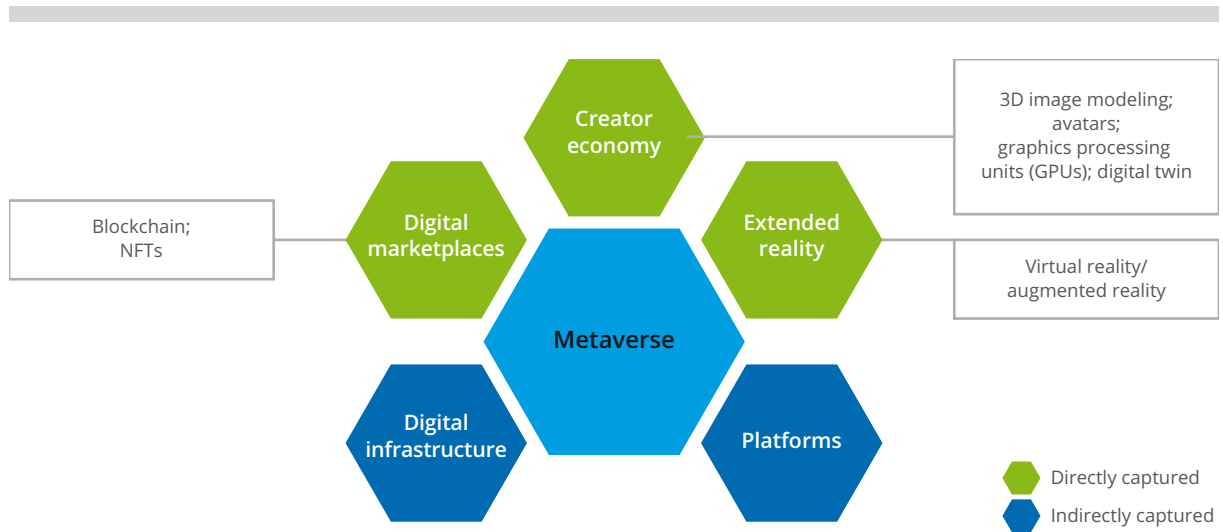 Creator
economy
3D image modeling;
avatars;
graphics processing
units (GPUs); digital twin
Blockchain;
NFTs
Digital
marketplaces
Extended
reality
Virtual reality/
augmented reality
Metaverse
Digital
infrastructure
Platforms
Directly captured
Indirectly captured